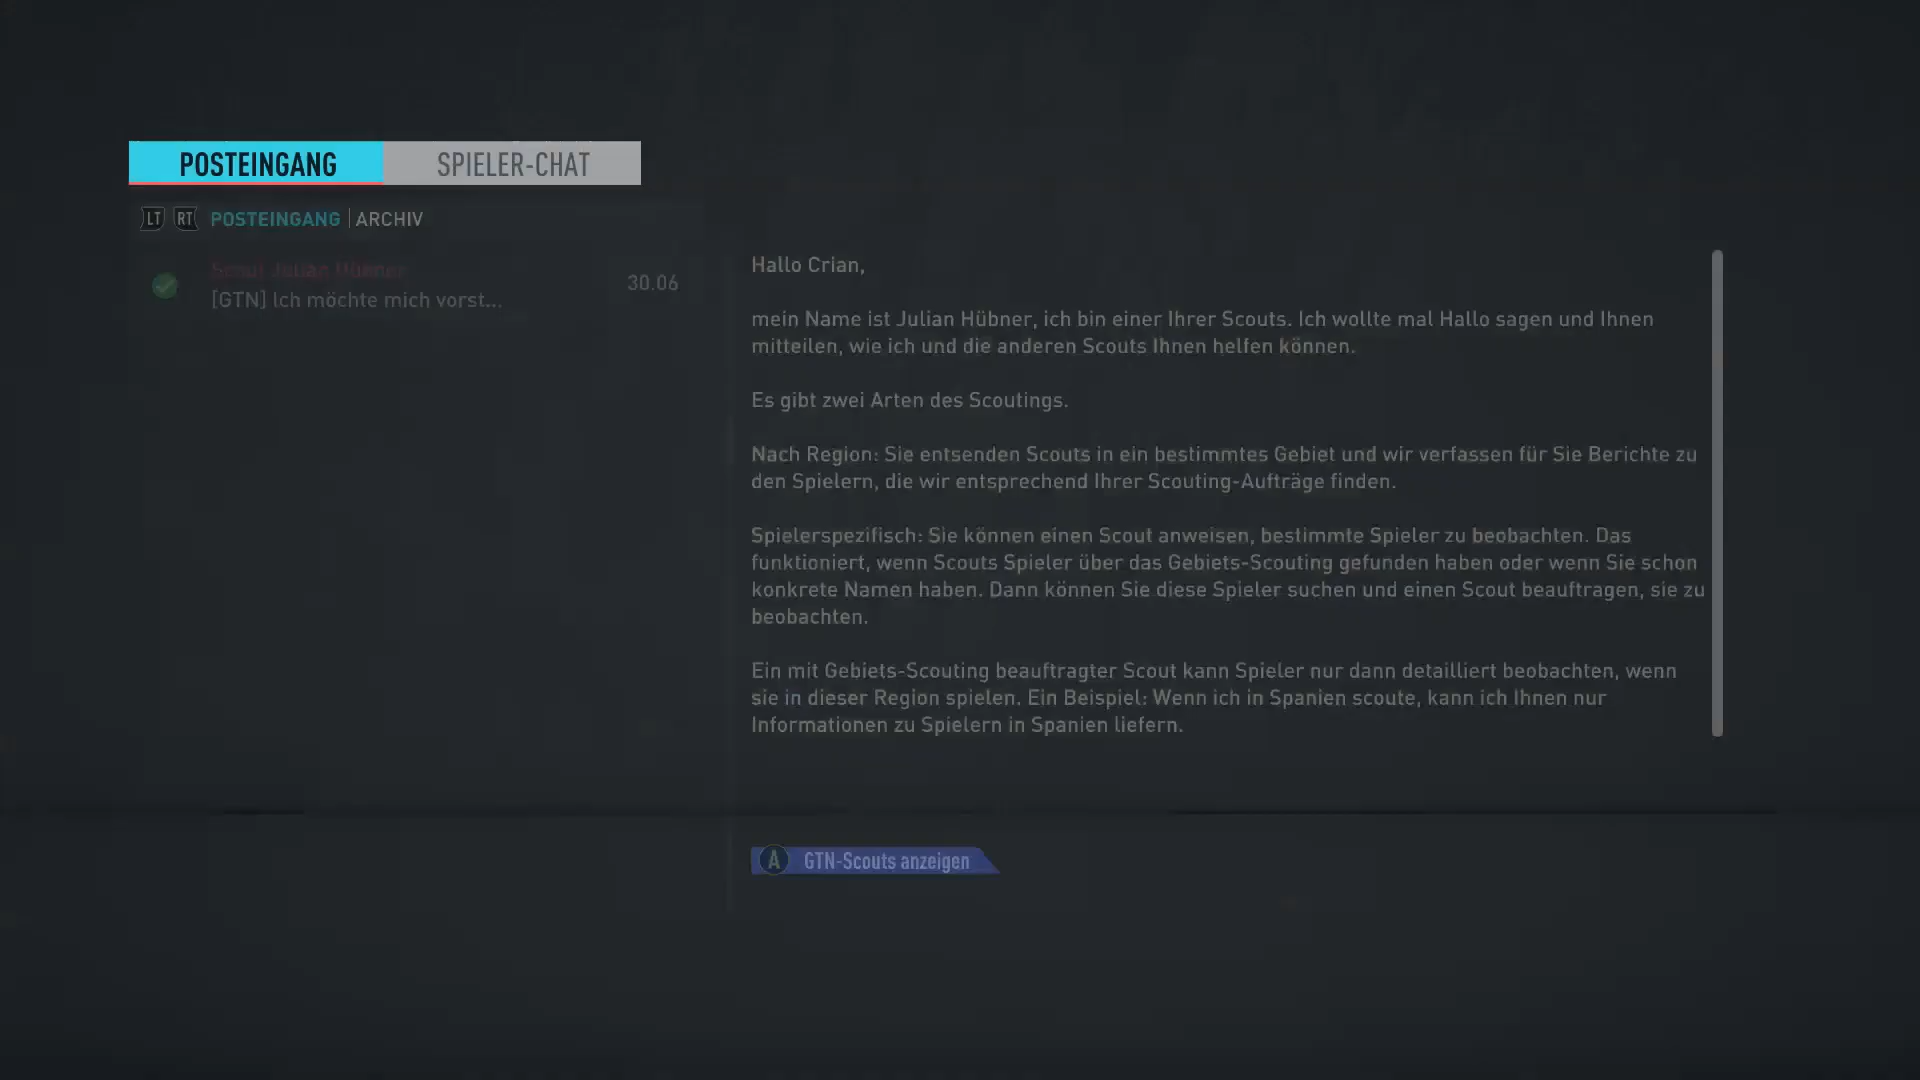 POSTEINGANG SPIELER-CHAT
LT RT POSTEINGANG | ARCHIV
Scout Julian Hübner
[GTN] Ich möchte mich vorst...
30.06
Hallo Crian,
mein Name ist Julian Hübner, ich bin einer Ihrer Scouts. Ich wollte mal Hallo sagen und Ihnen
mitteilen, wie ich und die anderen Scouts Ihnen helfen können.
Es gibt zwei Arten des Scoutings.
Nach Region: Sie entsenden Scouts in ein bestimmtes Gebiet und wir verfassen für Sie Berichte zu
den Spielern, die wir entsprechend Ihrer Scouting-Aufträge finden.
Spielerspezifisch: Sie können einen Scout anweisen, bestimmte Spieler zu beobachten. Das
funktioniert, wenn Scouts Spieler über das Gebiets-Scouting gefunden haben oder wenn Sie schon
konkrete Namen haben. Dann können Sie diese Spieler suchen und einen Scout beauftragen, sie zu
beobachten.
Ein mit Gebiets-Scouting beauftragter Scout kann Spieler nur dann detailliert beobachten, wenn
sie in dieser Region spielen. Ein Beispiel: Wenn ich in Spanien scoute, kann ich Ihnen nur
Informationen zu Spielern in Spanien liefern.
A GTN-Scouts anzeigen